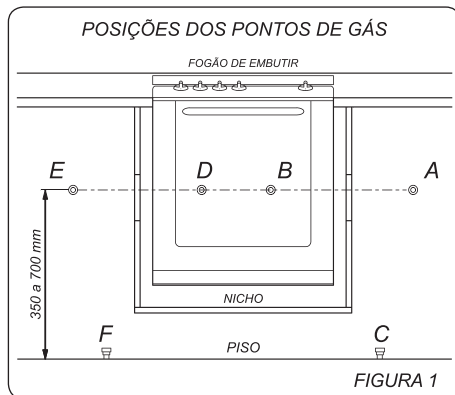 POSIÇÕES DOS PONTOS DE GÁS
FOGÃO DE EMBUTIR
E
D
B
A
350 a 700 mm
NICHO
F
PISO
C
FIGURA 1